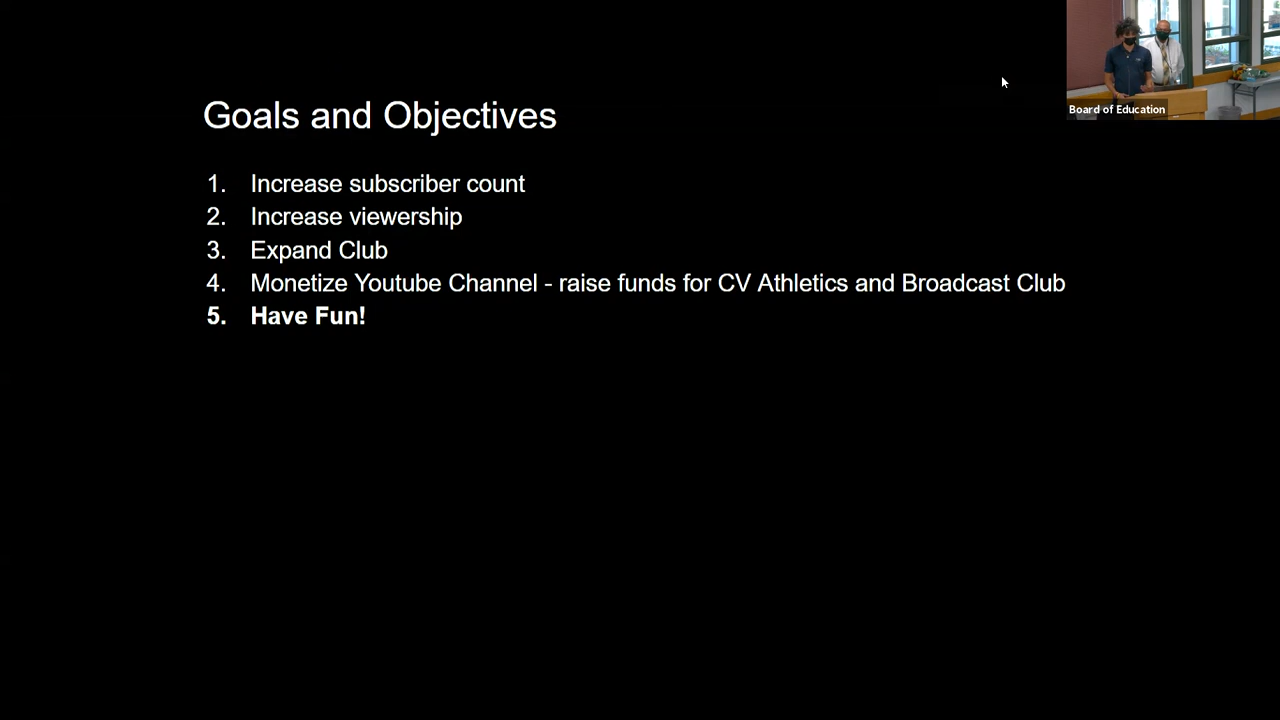 Goals and Objectives
1. Increase subscriber count
2. Increase viewership
3. Expand Club
4. Monetize Youtube Channel - raise funds for CV Athletics and Broadcast Club
5. Have Fun!
Board of Education